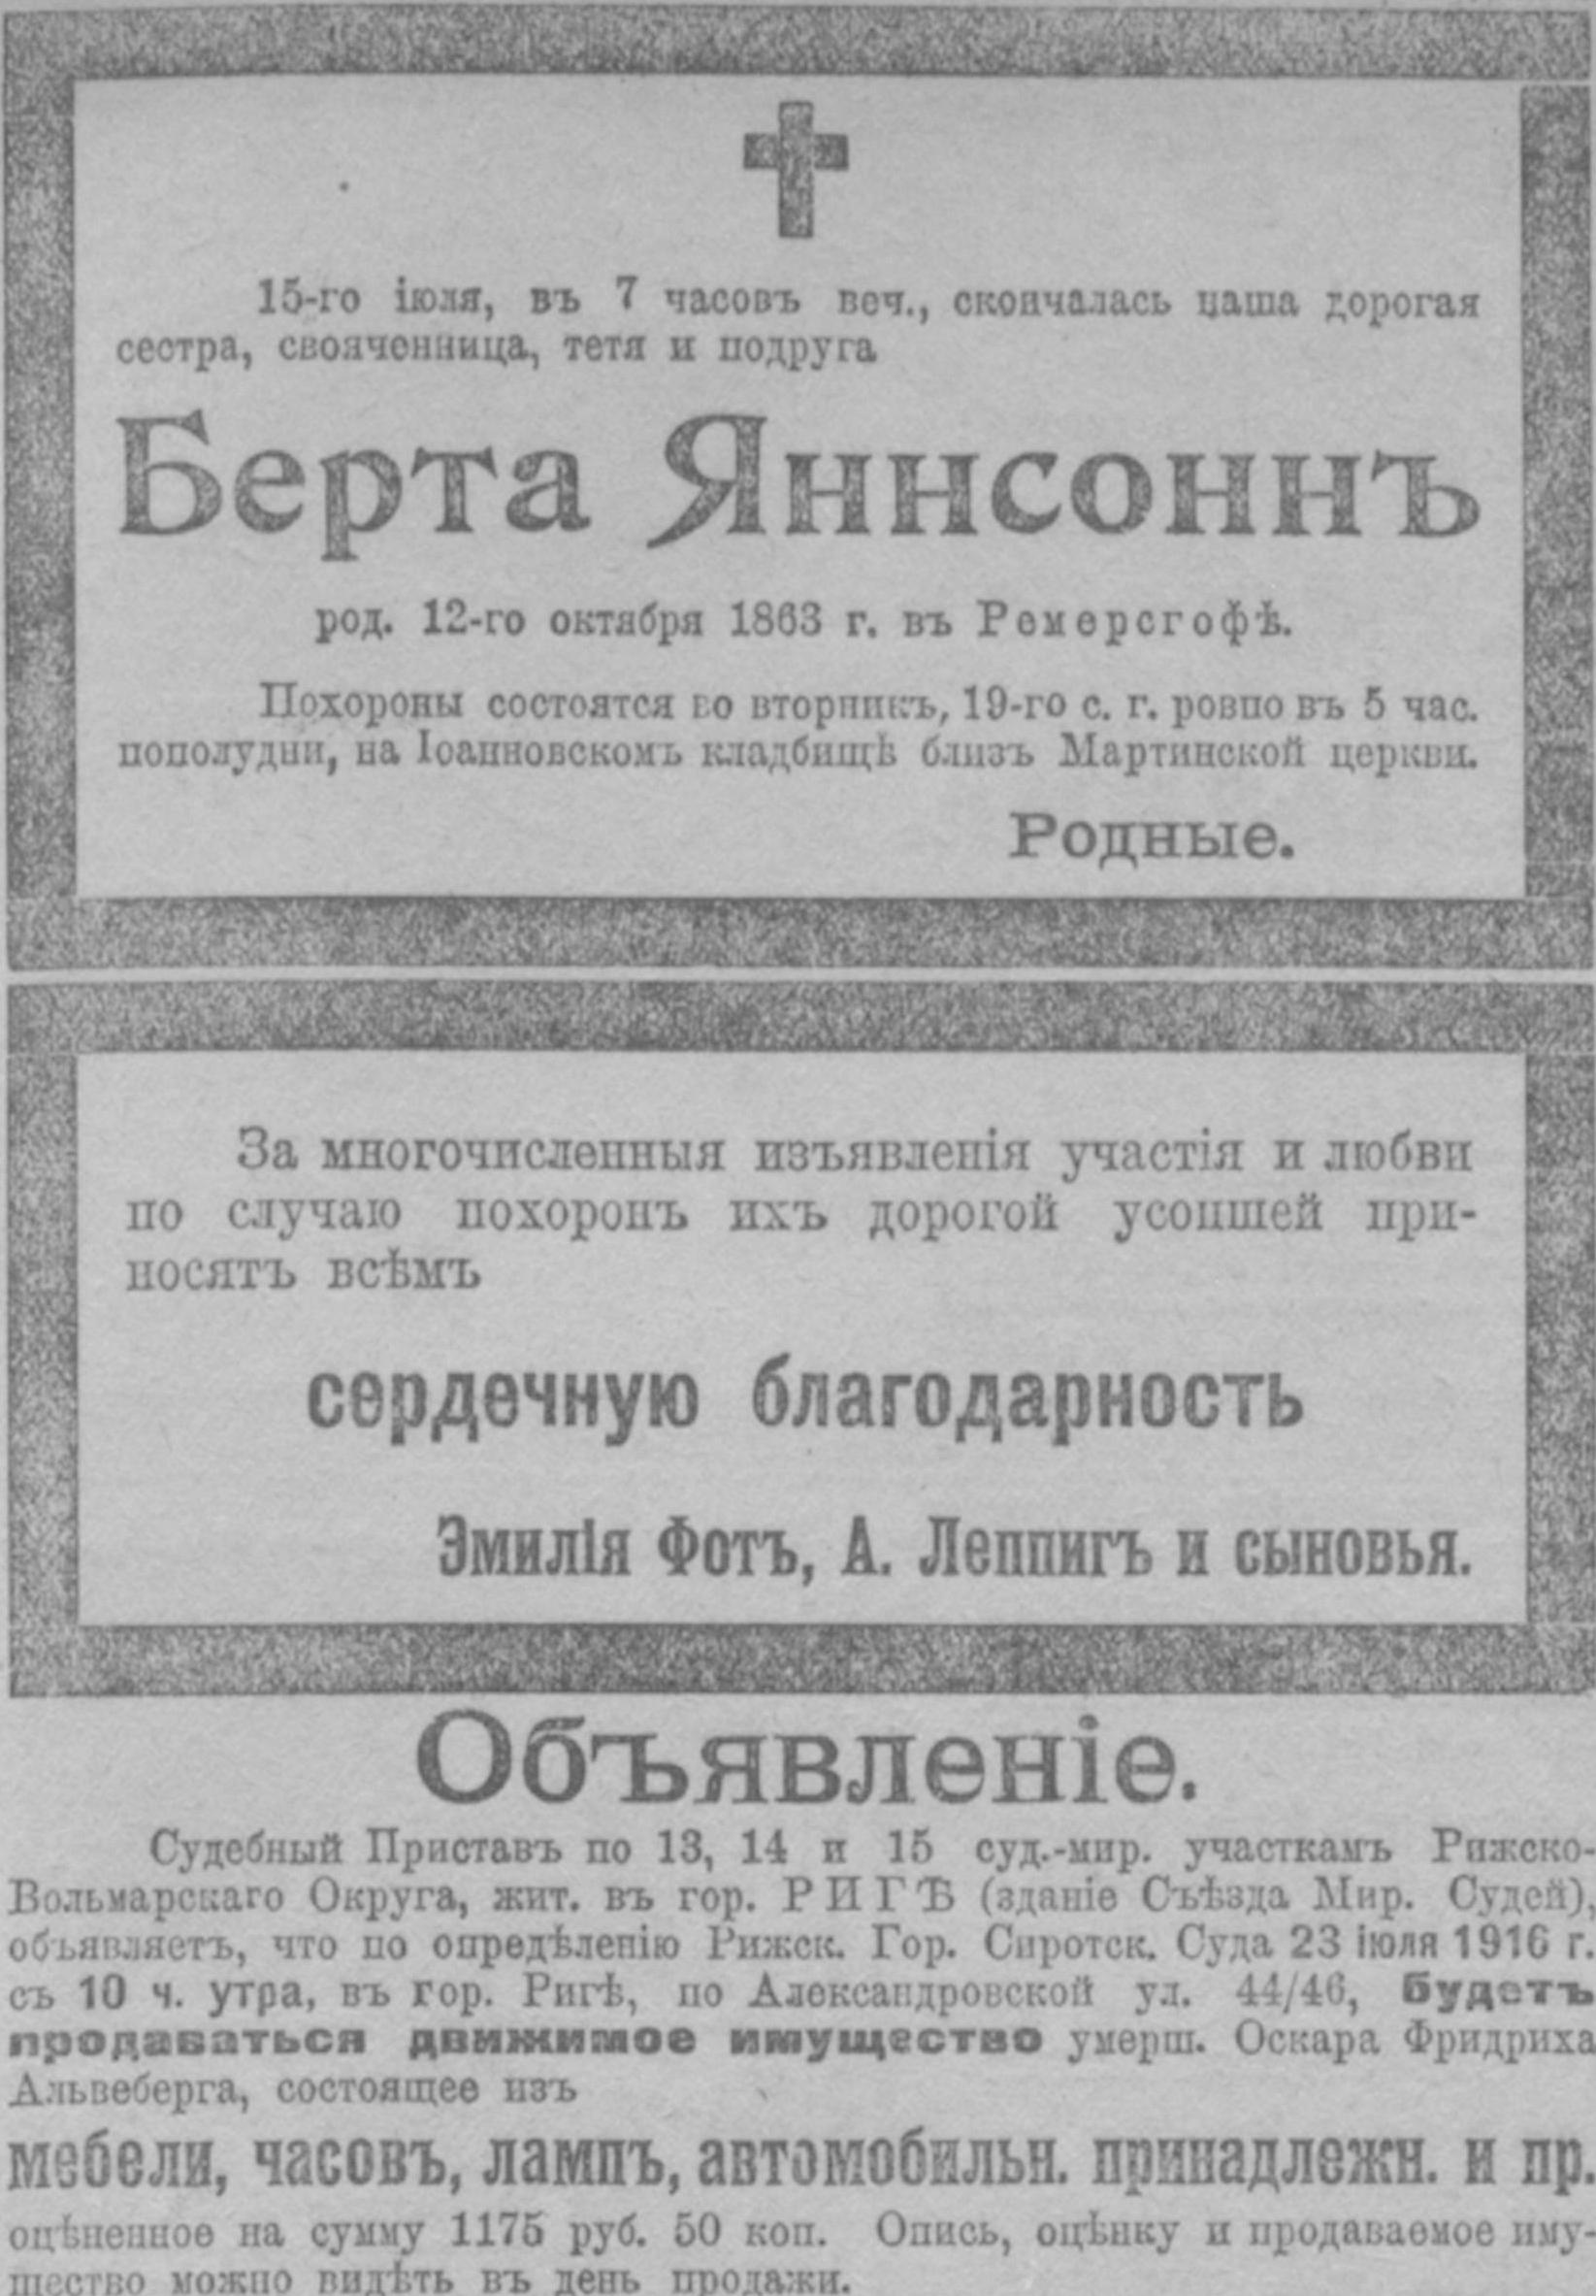 15-го іюля, въ 7 часовъ веч., скончалась наша дорогая
сестра, свояченница, тетя и подруга
Берта Яннсоннъ
род. 12-го октября 1863 г. въ Ремерсгофѣ.
Похороны состоятся во вторникъ, 19-го с. г. ровно въ 5 час.
пополудни, на Іоанновскомъ кладбищѣ близъ Мартинской церкви.
Родные.
За многочисленныя изъявленія участія и любви
по случаю похоронъ ихъ дорогой усопшей при-
носятъ всѣмъ
сердечную благодарность
Эмилія Фотъ, А. Леппигъ и сыновья.
Объявленіе.
Судебный Приставъ по 13, 14 и 15 суд.-мир. участкамъ Рижско-
Вольмарскаго Округа, жит. въ гор. РИГѢ (зданіе Съѣзда Мир. Судей),
объявляетъ, что по опредѣленію Рижск. Гор. Сиротск. Суда 23 іюля 1916 г.
съ 10 ч. утра, въ гор. Ригѣ, по Александровской ул. 44/46, будетъ
продаваться движимое имущество умерш. Оскара Фридриха
Альвеберга, состоящее изъ
мебели, часовъ, лампъ, автомобильн. принадлежн. и пр.
оцѣненное на сумму 1175 руб. 50 коп. Опись, оцѣнку и продаваемое иму-
щество можно видѣть въ день продажи.